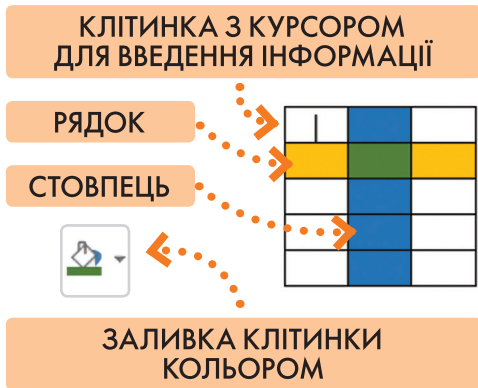 КЛІТИНКА З КУРСОРОМ
ДЛЯ ВВЕДЕННЯ ІНФОРМАЦІЇ
РЯДОК
СТОВПЕЦЬ
ЗАЛИВКА КЛІТИНКИ
КОЛЬОРОМ